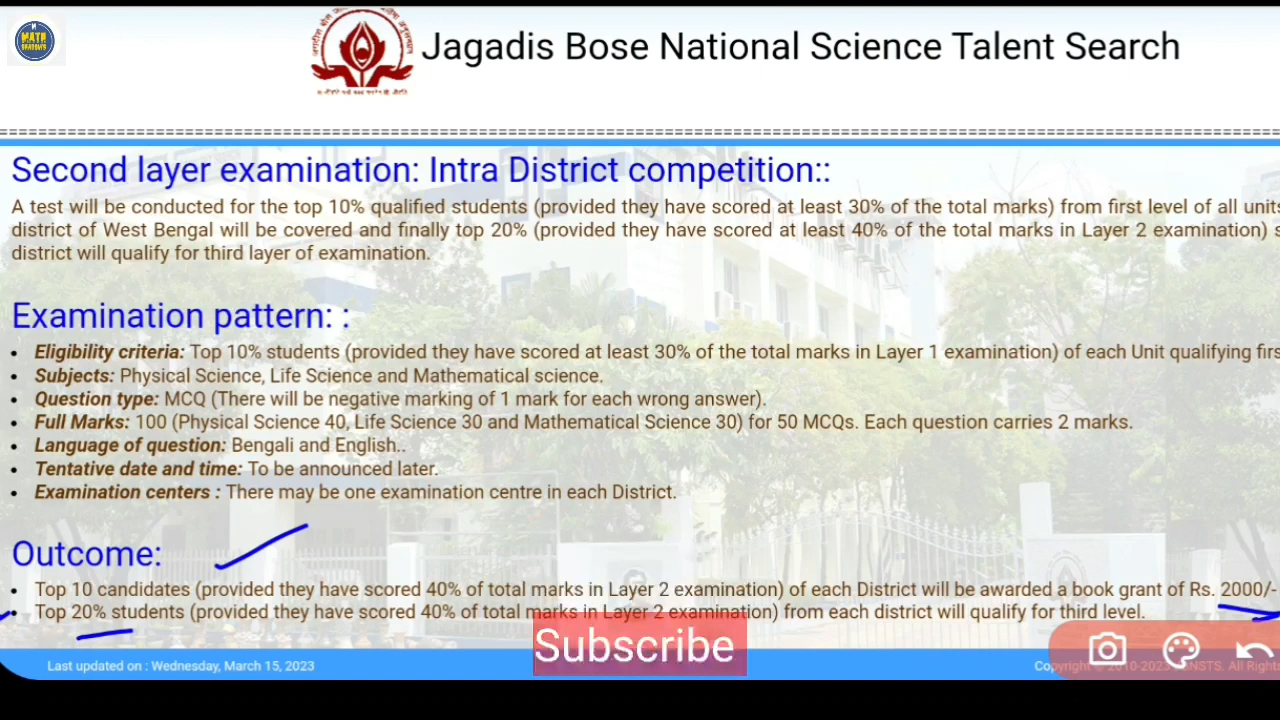 MATH
Jagadis Bose National Science Talent Search
Second layer examination: Intra District competition::
A test will be conducted for the top 10% qualified students (provided they have scored at least 30% of the total marks) from first level of all units
district of West Bengal will be covered and finally top 20% (provided they have scored at least 40% of the total marks in Layer 2 examination) s
district will qualify for third layer of examination.
Examination pattern: :
• Eligibility criteria: Top 10% students (provided they have scored at least 30% of the total marks in Layer 1 examination) of each Unit qualifying firs
• Subjects: Physical Science, Life Science and Mathematical science.
• Question type: MCQ (There will be negative marking of 1 mark for each wrong answer).
• Full Marks: 100 (Physical Science 40, Life Science 30 and Mathematical Science 30) for 50 MCQs. Each question carries 2 marks.
• Language of question: Bengali and English..
• Tentative date and time: To be announced later.
• Examination centers : There may be one examination centre in each District.
Outcome:
• Top 10 candidates (provided they have scored 40% of total marks in Layer 2 examination) of each District will be awarded a book grant of Rs. 2000/-
• Top 20% students (provided they have scored 40% of total marks in Layer 2 examination) from each district will qualify for third level.
Subscribe
Last updated on : Wednesday, March 15, 2023
Copyright © 2010-2023 JBNSTS. All Rights